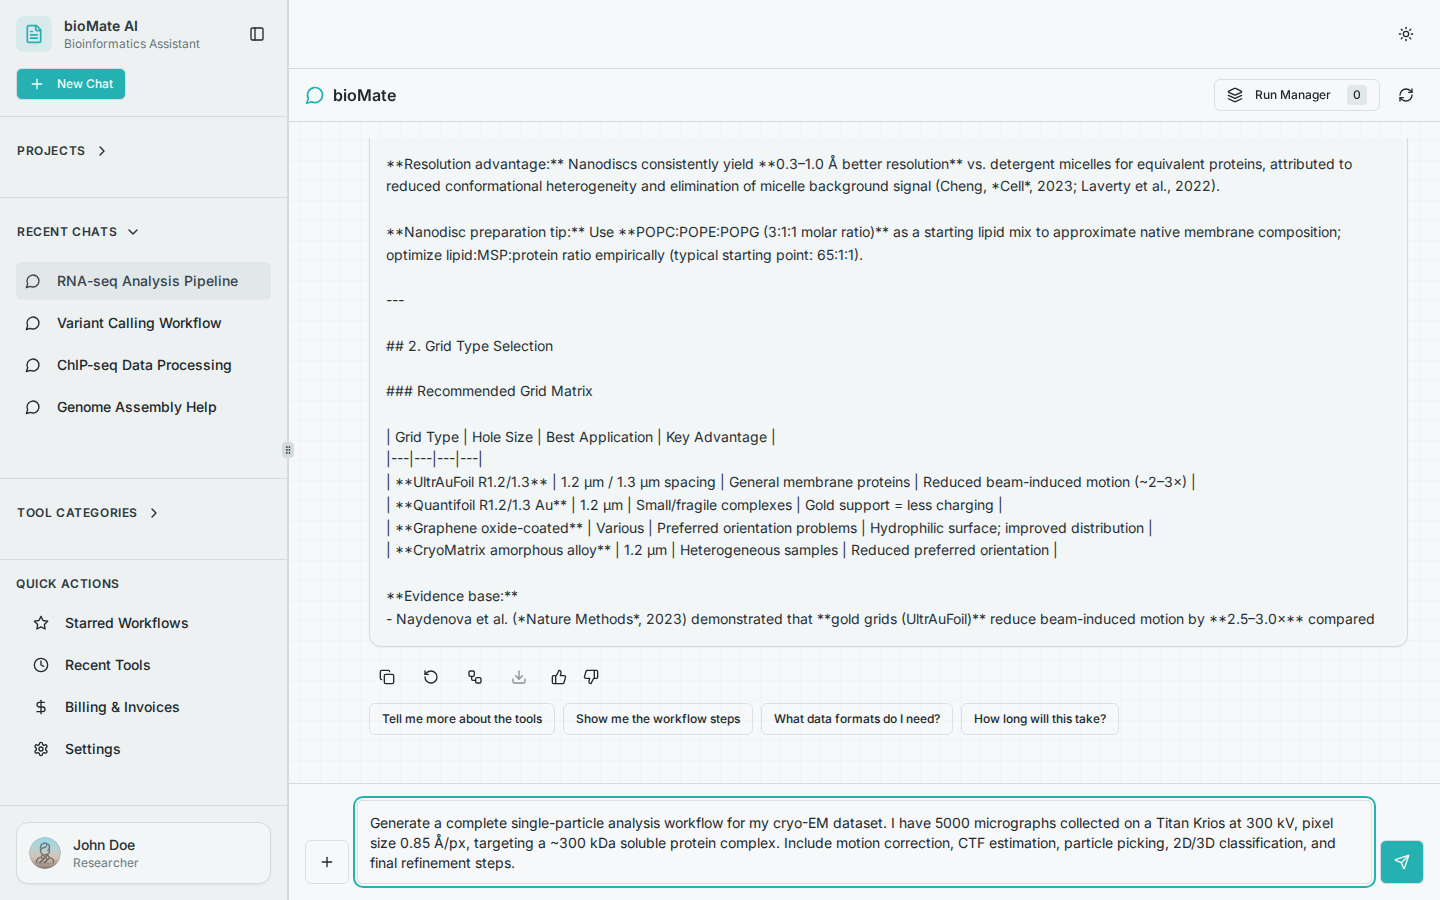 bioMate AI
Bioinformatics Assistant
New Chat
PROJECTS
RECENT CHATS
RNA-seq Analysis Pipeline
Variant Calling Workflow
ChIP-seq Data Processing
Genome Assembly Help
TOOL CATEGORIES
QUICK ACTIONS
Starred Workflows
Recent Tools
Billing & Invoices
Settings
John Doe
Researcher
bioMate
Run Manager 0
**Resolution advantage:** Nanodiscs consistently yield **0.3–1.0 Å better resolution** vs. detergent micelles for equivalent proteins, attributed to
reduced conformational heterogeneity and elimination of micelle background signal (Cheng, *Cell*, 2023; Laverty et al., 2022).
**Nanodisc preparation tip:** Use **POPC:POPE:POPG (3:1:1 molar ratio)** as a starting lipid mix to approximate native membrane composition;
optimize lipid:MSP:protein ratio empirically (typical starting point: 65:1:1).
---
## 2. Grid Type Selection
### Recommended Grid Matrix
| Grid Type | Hole Size | Best Application | Key Advantage |
|---|---|---|---|
| **UltrAuFoil R1.2/1.3** | 1.2 μm / 1.3 μm spacing | General membrane proteins | Reduced beam-induced motion (~2–3×) |
| **Quantifoil R1.2/1.3 Au** | 1.2 μm | Small/fragile complexes | Gold support = less charging |
| **Graphene oxide-coated** | Various | Preferred orientation problems | Hydrophilic surface; improved distribution |
| **CryoMatrix amorphous alloy** | 1.2 μm | Heterogeneous samples | Reduced preferred orientation |
**Evidence base:**
- Naydenova et al. (*Nature Methods*, 2023) demonstrated that **gold grids (UltrAuFoil)** reduce beam-induced motion by **2.5–3.0×** compared
Tell me more about the tools
Show me the workflow steps
What data formats do I need?
How long will this take?
Generate a complete single-particle analysis workflow for my cryo-EM dataset. I have 5000 micrographs collected on a Titan Krios at 300 kV, pixel
size 0.85 Å/px, targeting a ~300 kDa soluble protein complex. Include motion correction, CTF estimation, particle picking, 2D/3D classification, and
final refinement steps.